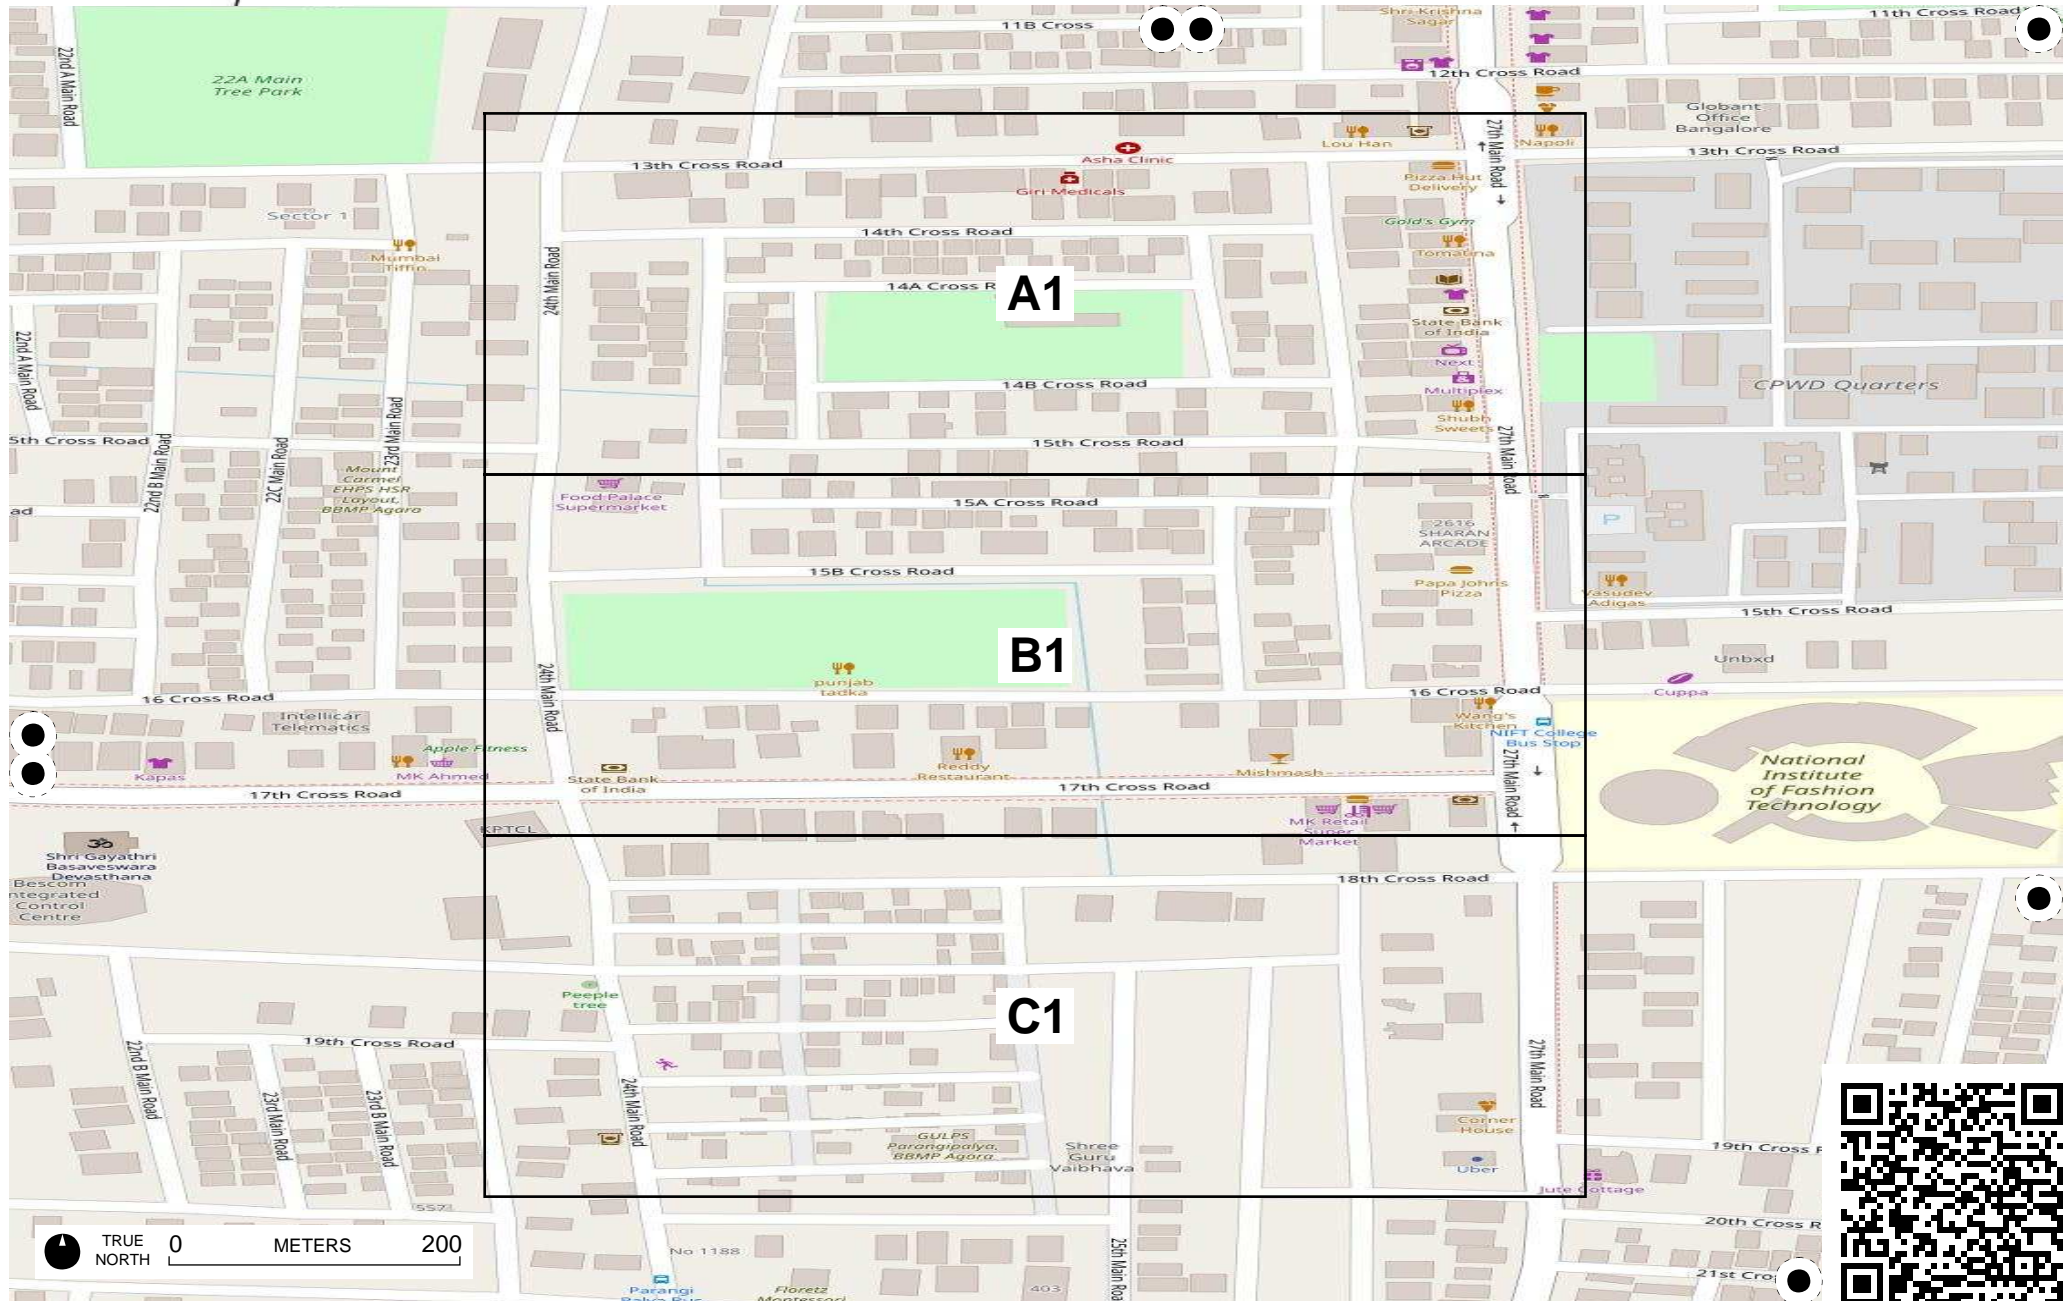 11B Cross
Shri Krishna
Sagar
11th Cross Road
12th Cross Road
22nd A Main Road
22A Main
Tree Park
Globant
Office
Bangalore
27th Main Road
Lou Han
Napoli
13th Cross Road
Asha Clinic
Giri Medicals
13th Cross Road
Pizza Hut
Delivery
Sector 1
Gold's Gym
14th Cross Road
Mumbai
Tiffin
Tomatina
24th Main Road
14A Cross R
A1
State Bank
of India
22nd A Main Road
Next
14B Cross Road
Multiplex
CPWD Quarters
23rd Main Road
Shubh
Sweets
5th Cross Road
22nd B Main Road
22C Main Road
15th Cross Road
27th Main Road
Mount
Carmel
EHPS HSR
Layout,
BBMP Agara
Food Palace
Supermarket
15A Cross Road
ad
2616
SHARAN
ARCADE
P
15B Cross Road
Papa John's
Pizza
Vasudev
Adigas
15th Cross Road
B1
24th Main Road
punjab
tadka
Unbxd
16 Cross Road
16 Cross Road
Cuppa
Intellicar
Telematics
Wang's
Kitchen
NIFT College
Bus Stop
Apple Fitness
Kapas
MK Ahmed
State Bank
of India
Reddy
Restaurant
Mishmash
27th Main Road
National
Institute
of Fashion
Technology
17th Cross Road
17th Cross Road
MK Retail
Super
Market
KPTCL
Shri Gayathri
Basaveswara
Devasthana
Bescom
ntegrated
Control
Centre
18th Cross Road
Peeple
tree
C1
19th Cross Road
22nd B Main Road
23rd Main Road
23rd B Main Road
24th Main Road
27th Main Road
Corner
House
GULPS
Parangipalya,
BBMP Agara
Shree
Guru
Vaibhava
19th Cross R
Uber
Jute Cottage
557
20th Cross R
TRUE
NORTH
0 METERS 200
No 1188
25th Main Roa
21st Cro
Parangi
Palya Bus
Floretz
Montessori
403